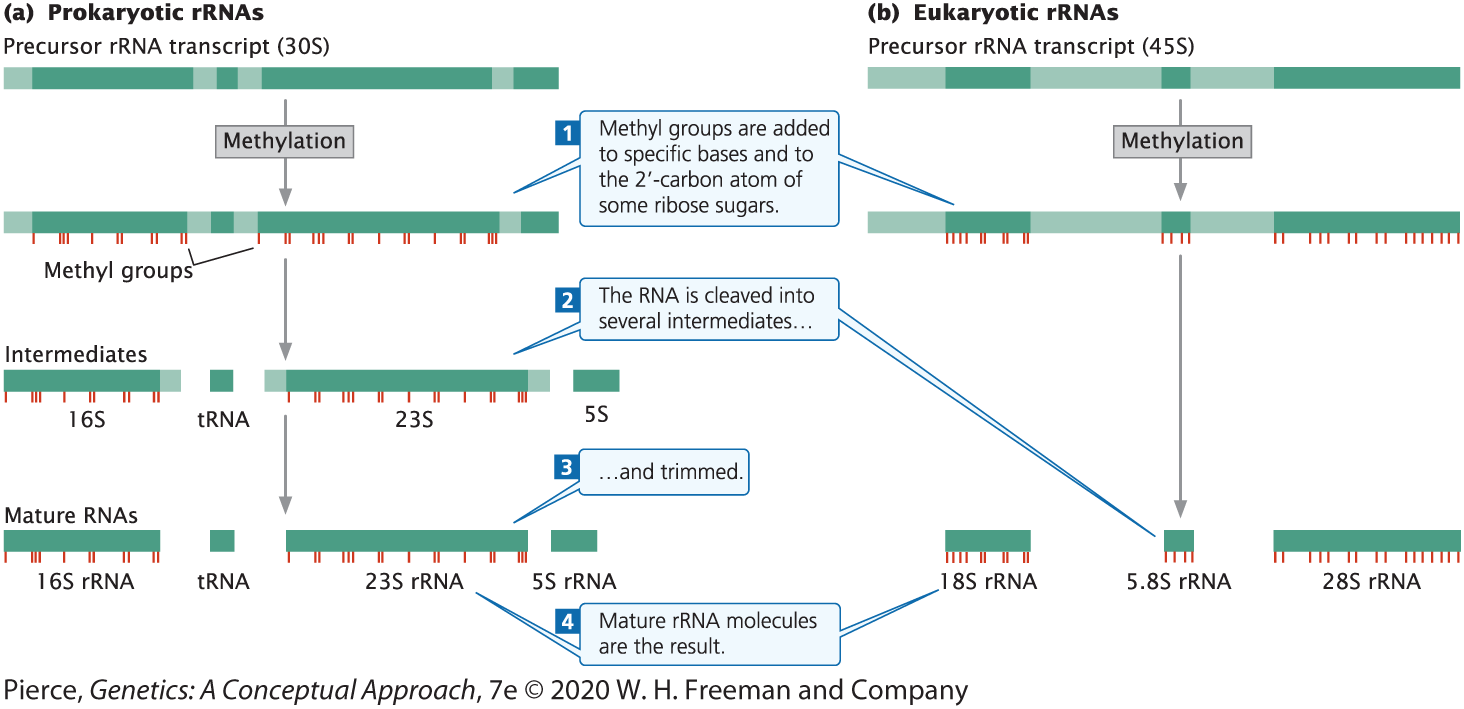 (a) Prokaryotic rRNAs
Precursor rRNA transcript (30S)
Methylation
Methyl groups
Intermediates
16S
tRNA
23S
5S
Mature RNAs
16S rRNA
tRNA
23S rRNA
5S rRNA
1
Methyl groups are added
to specific bases and to
the 2′-carbon atom of
some ribose sugars.
2
The RNA is cleaved into
several intermediates…
3
…and trimmed.
4
Mature rRNA molecules
are the result.
(b) Eukaryotic rRNAs
Precursor rRNA transcript (45S)
Methylation
18S rRNA
5.8S rRNA
28S rRNA
Pierce, Genetics: A Conceptual Approach, 7e © 2020 W. H. Freeman and Company